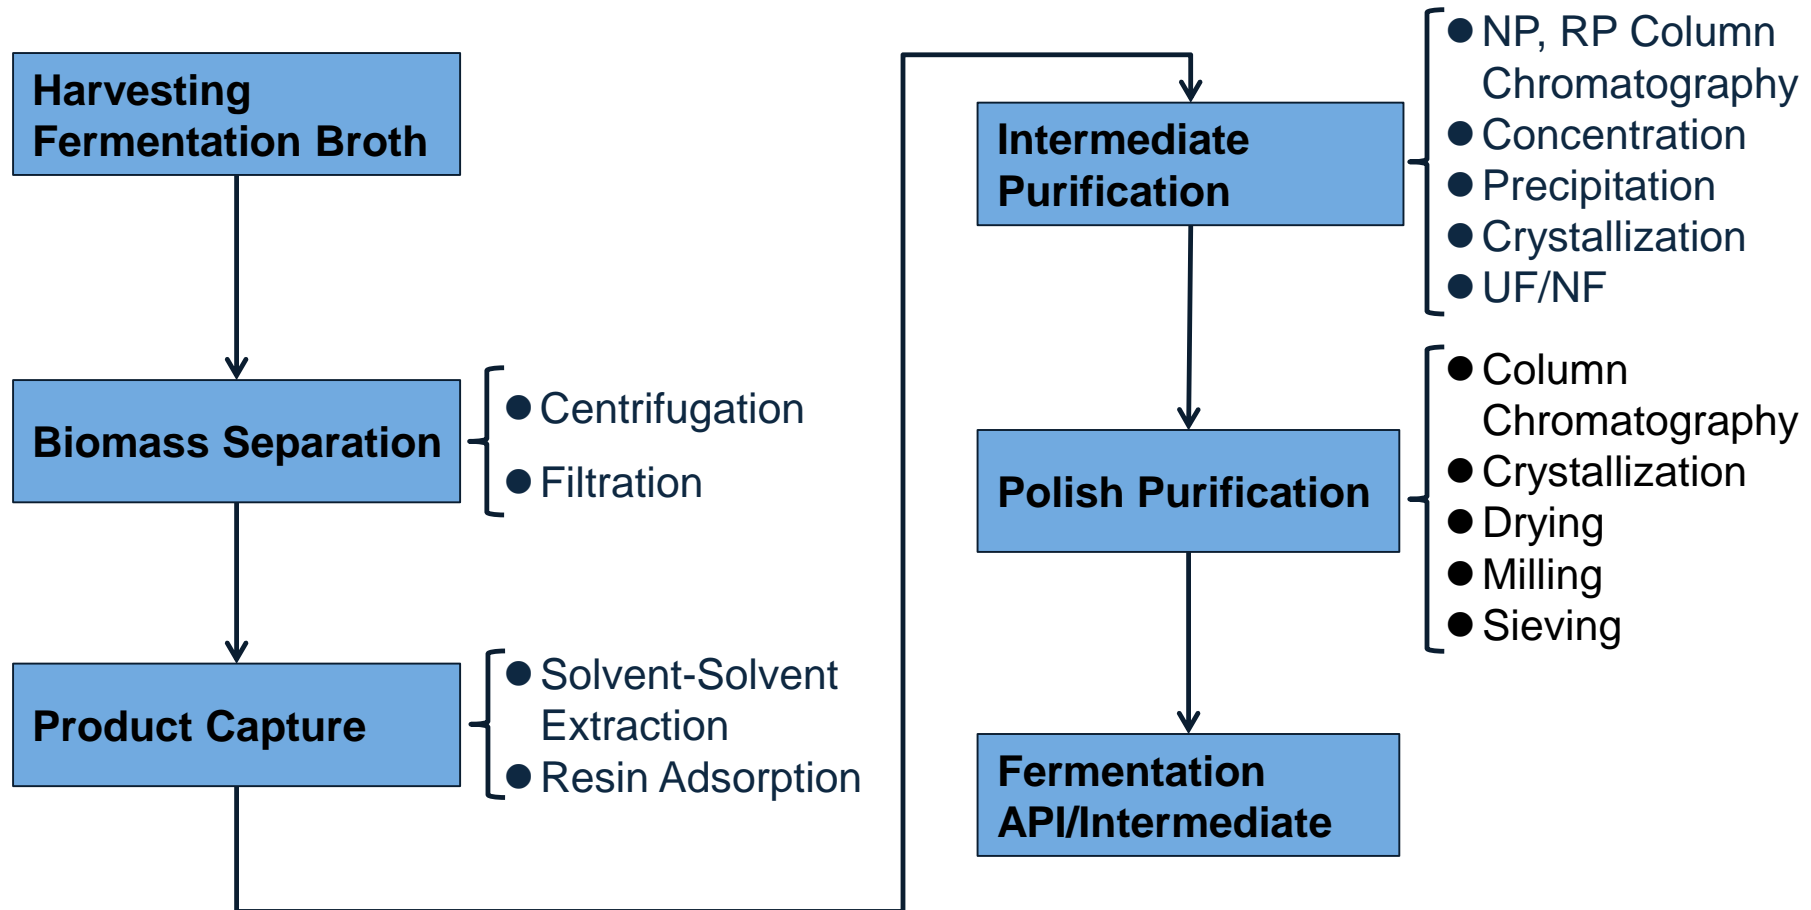 Harvesting
Fermentation Broth
Biomass Separation
● Centrifugation
● Filtration
Product Capture
● Solvent-Solvent
Extraction
● Resin Adsorption
Intermediate
Purification
● NP, RP Column
Chromatography
● Concentration
● Precipitation
● Crystallization
● UF/NF
Polish Purification
● Column
Chromatography
● Crystallization
● Drying
● Milling
● Sieving
Fermentation
API/Intermediate